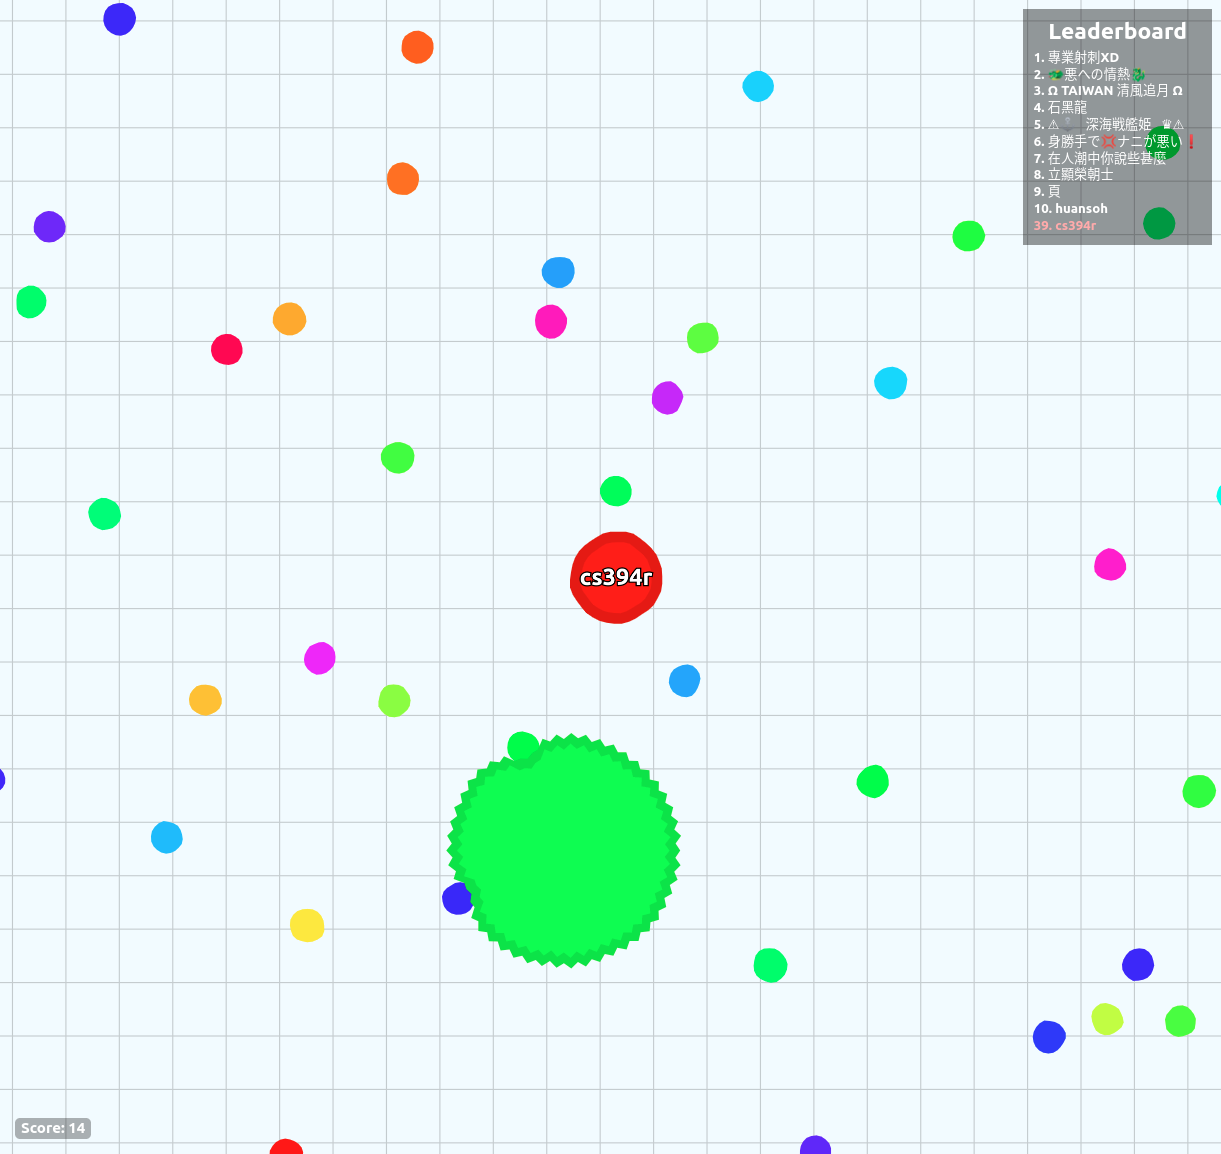 Leaderboard
1. 專業射刺XD
2. 🐲悪への情熱🐉
3. Ω TAIWAN 清風追月 Ω
4. 石黑龍
5. ⚠ 深海戦艦姫 ♛⚠
6. 身勝手で💢ナニが悪い❗
7. 在人潮中你說些甚麼
8. 立顯榮朝士
9. 頁
10. huansoh
39. cs394r
cs394r
Score: 14